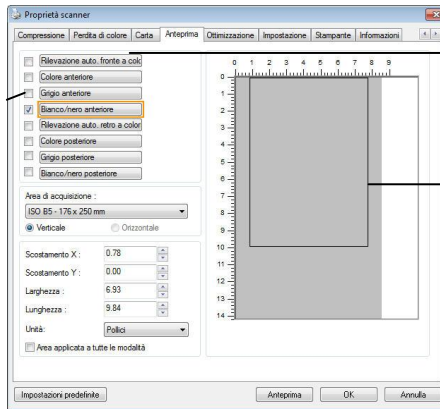 Proprietà scanner
Compressione Perdita di colore Carta Anteprima Ottimizzazione Impostazione Stampante Informazioni
Rilevazione auto. fronte a col
Colore anteriore
Grigio anteriore
Bianco/nero anteriore
Rilevazione auto. retro a color
Colore posteriore
Grigio posteriore
Bianco/nero posteriore
Area di acquisizione :
ISO B5 - 176 x 250 mm
Verticale Orizzontale
Scostamento X : 0.78
Scostamento Y : 0.00
Larghezza : 6.93
Lunghezza : 9.84
Unità: Pollici
Area applicata a tutte le modalità
0 1 2 3 4 5 6 7 8 9
0
1
2
3
4
5
6
7
8
9
10
11
12
13
14
Impostazioni predefinite Anteprima OK Annulla